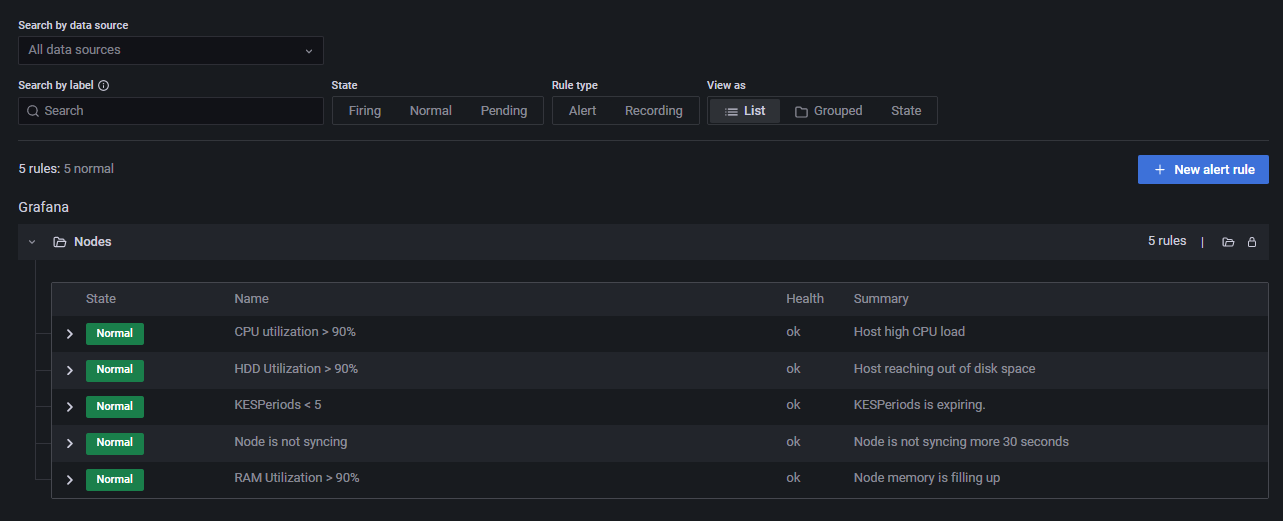 Search by data source
All data sources
Search by label State Rule type View as
Search Firing Normal Pending Alert Recording List Grouped State
5 rules: 5 normal + New alert rule
Grafana
Nodes 5 rules |
State Name Health Summary
Normal CPU utilization > 90% ok Host high CPU load
Normal HDD Utilization > 90% ok Host reaching out of disk space
Normal KESPeriods < 5 ok KESPeriods is expiring.
Normal Node is not syncing ok Node is not syncing more 30 seconds
Normal RAM Utilization > 90% ok Node memory is filling up